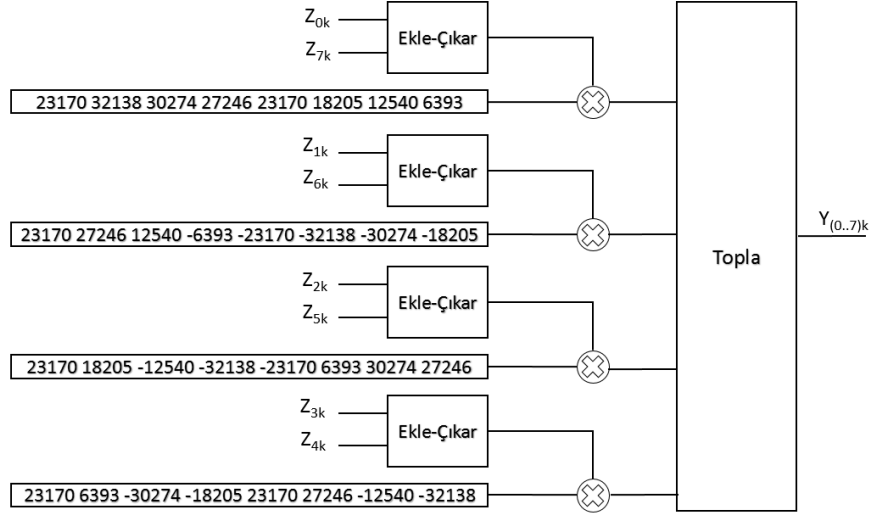 Z0k
Ekle-Çıkar
Z7k
23170 32138 30274 27246 23170 18205 12540 6393
Z1k
Ekle-Çıkar
Z6k
23170 27246 12540 -6393 -23170 -32138 -30274 -18205
Y(0..7)k
Topla
Z2k
Ekle-Çıkar
Z5k
23170 18205 -12540 -32138 -23170 6393 30274 27246
Z3k
Ekle-Çıkar
Z4k
23170 6393 -30274 -18205 23170 27246 -12540 -32138